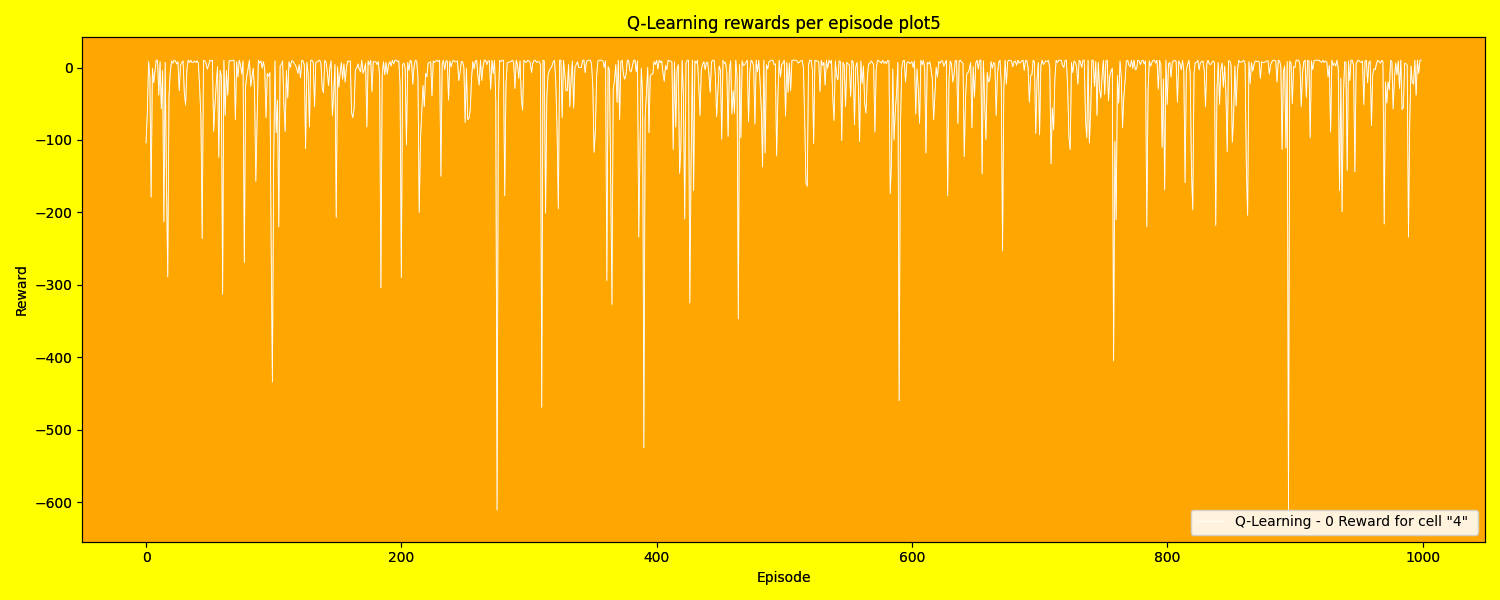 Q-Learning rewards per episode plot5
Reward
0
−100
−200
−300
−400
−500
−600
Q-Learning - 0 Reward for cell "4"
0 200 400 600 800 1000
Episode